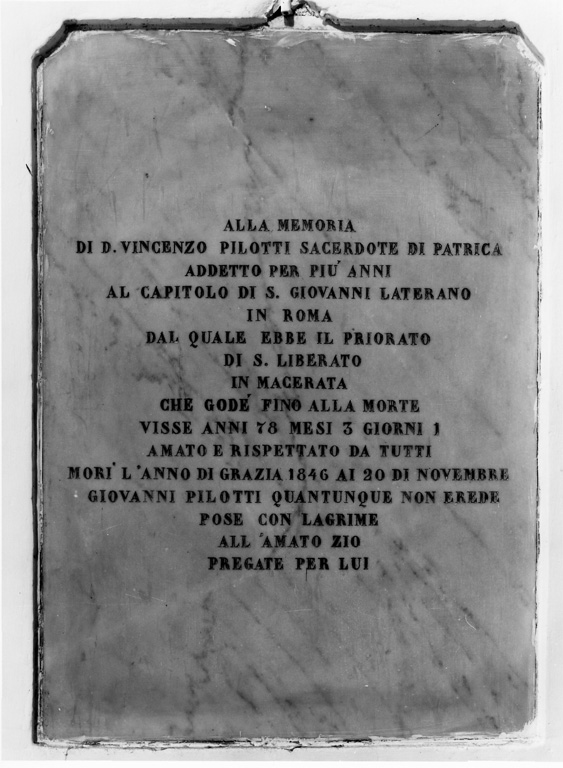 ALLA MEMORIA
DI D. VINCENZO PILOTTI SACERDOTE DI PATRICA
ADDETTO PER PIU' ANNI
AL CAPITOLO DI S. GIOVANNI LATERANO
IN ROMA
DAL QUALE EBBE IL PRIORATO
DI S. LIBERATO
IN MACERATA
CHE GODE' FINO ALLA MORTE
VISSE ANNI 78 MESI 3 GIORNI 1
AMATO E RISPETTATO DA TUTTI
MORI' L'ANNO DI GRAZIA 1846 AI 20 DI NOVEMBRE
GIOVANNI PILOTTI QUANTUNQUE NON EREDE
POSE CON LAGRIME
ALL'AMATO ZIO
PREGATE PER LUI